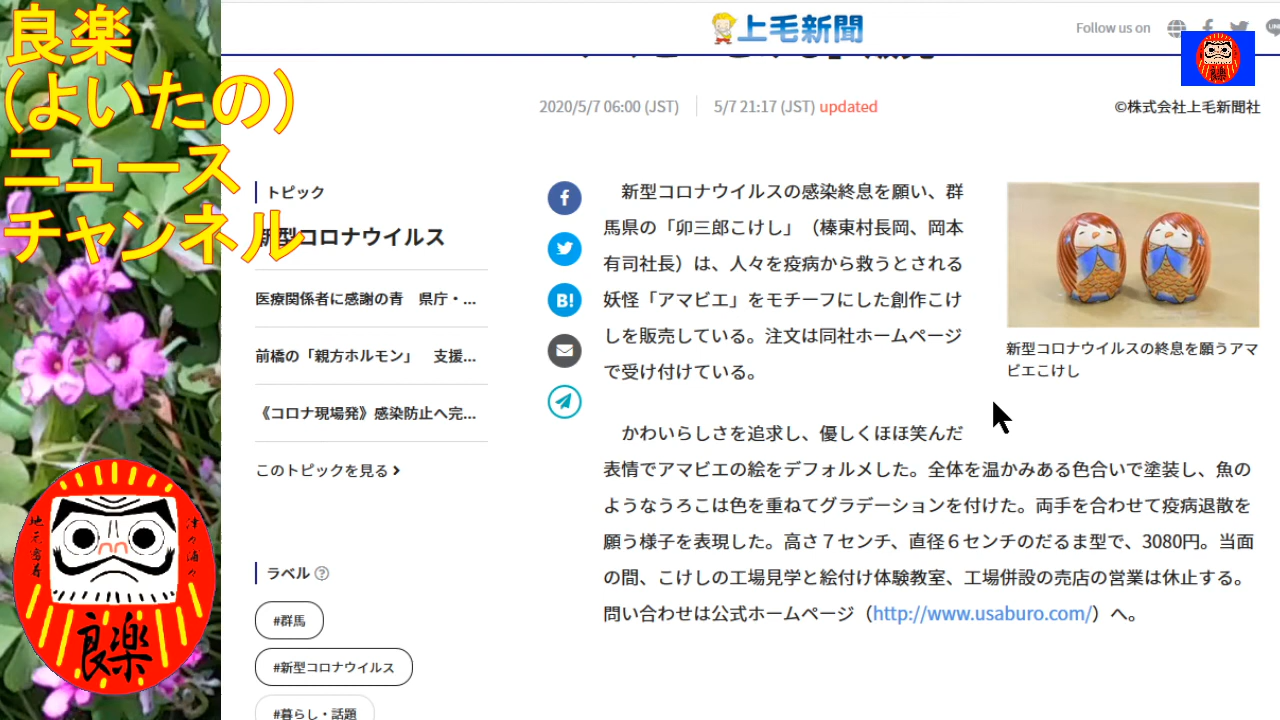 良楽
（よいたの）
ニュース
チャンネル
上毛新聞
Follow us on
2020/5/7 06:00 (JST)
5/7 21:17 (JST) updated
©株式会社上毛新聞社
トピック
新型コロナウイルス
医療関係者に感謝の青　県庁・...
前橋の「親方ホルモン」　支援...
《コロナ現場発》感染防止へ完...
このトピックを見る
ラベル
#群馬
#新型コロナウイルス
#暮らし・話題
B!
新型コロナウイルスの感染終息を願い、群
馬県の「卯三郎こけし」（榛東村長岡、岡本
有司社長）は、人々を疫病から救うとされる
妖怪「アマビエ」をモチーフにした創作こけ
しを販売している。注文は同社ホームページ
で受け付けている。
かわいらしさを追求し、優しくほほ笑んだ
表情でアマビエの絵をデフォルメした。全体を温かみある色合いで塗装し、魚の
ようなうろこは色を重ねてグラデーションを付けた。両手を合わせて疫病退散を
願う様子を表現した。高さ７センチ、直径６センチのだるま型で、3080円。当面
の間、こけしの工場見学と絵付け体験教室、工場併設の売店の営業は休止する。
問い合わせは公式ホームページ（http://www.usaburo.com/）へ。
新型コロナウイルスの終息を願うアマ
ビエこけし
良楽